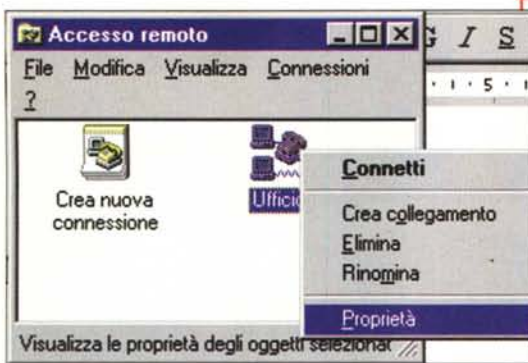 Accesso remoto
File Modifica Visualizza Connessioni
?
I S
5
Crea nuova
connessione
Connetti
Crea collegamento
Elimina
Rinomina
Proprietà
Visualizza le proprietà degli oggetti